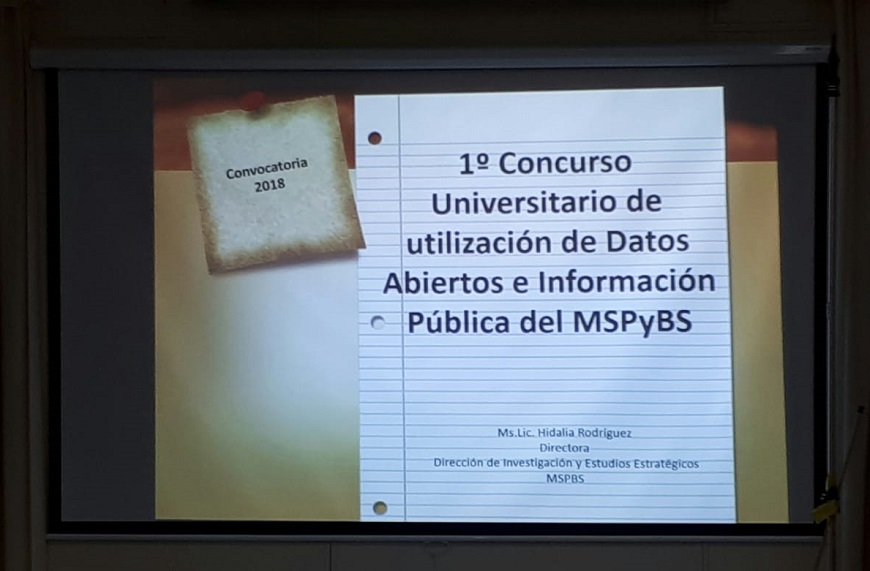 Convocatoria
2018
1º Concurso
Universitario de
utilización de Datos
Abiertos e Información
Pública del MSPyBS
Ms.Lic. Hidalia Rodríguez
Directora
Dirección de Investigación y Estudios Estratégicos
MSPBS